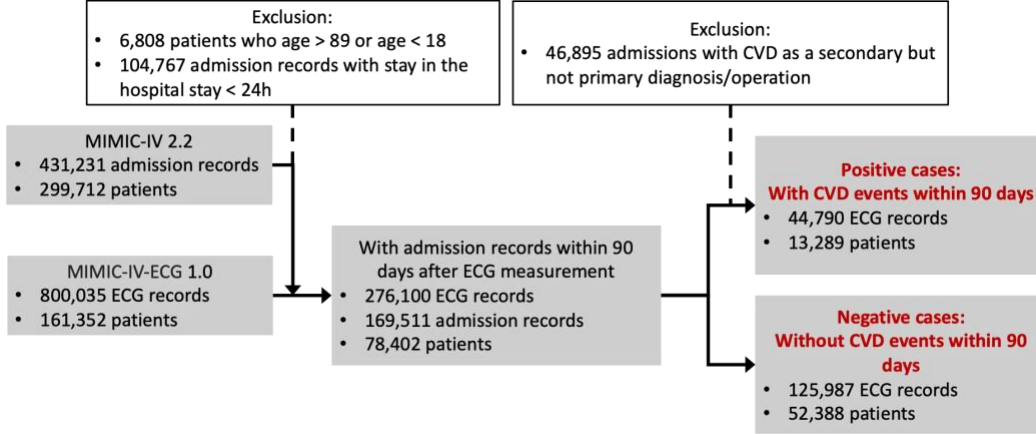 Exclusion:
• 6,808 patients who age > 89 or age < 18
• 104,767 admission records with stay in the
hospital stay < 24h
Exclusion:
• 46,895 admissions with CVD as a secondary but
not primary diagnosis/operation
MIMIC-IV 2.2
• 431,231 admission records
• 299,712 patients
MIMIC-IV-ECG 1.0
• 800,035 ECG records
• 161,352 patients
With admission records within 90
days after ECG measurement
• 276,100 ECG records
• 169,511 admission records
• 78,402 patients
Positive cases:
With CVD events within 90 days
• 44,790 ECG records
• 13,289 patients
Negative cases:
Without CVD events within 90
days
• 125,987 ECG records
• 52,388 patients